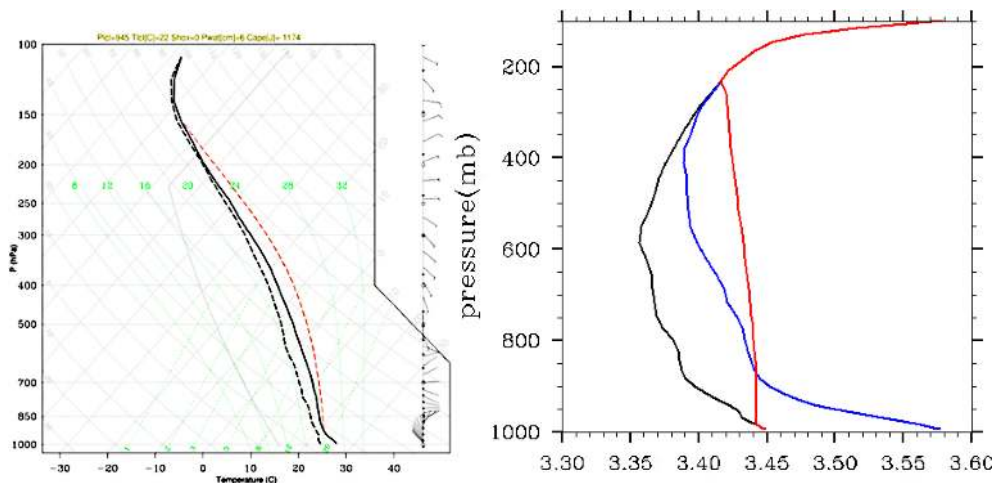 Plcl=945 Tlcl[C]=22 Shox=0 Pwat[cm]=6 Cape[J]= 1174
100
150
200
250
300
400
500
700
850
1000
P (hPa)
8 12 16 20 24 28 32
-30 -20 -10 0 10 20 30 40
Temperature (C)
pressure(mb)
200
400
600
800
1000
3.30 3.35 3.40 3.45 3.50 3.55 3.60